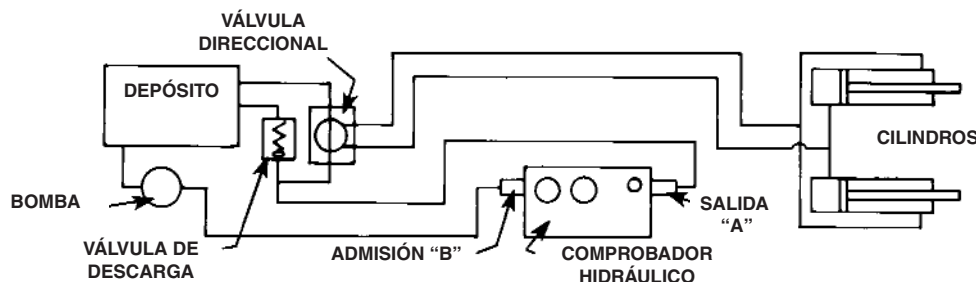 VÁLVULA
DIRECCIONAL
DEPÓSITO
CILINDROS
BOMBA
SALIDA
“A”
VÁLVULA DE
DESCARGA
ADMISIÓN “B”
COMPROBADOR
HIDRÁULICO